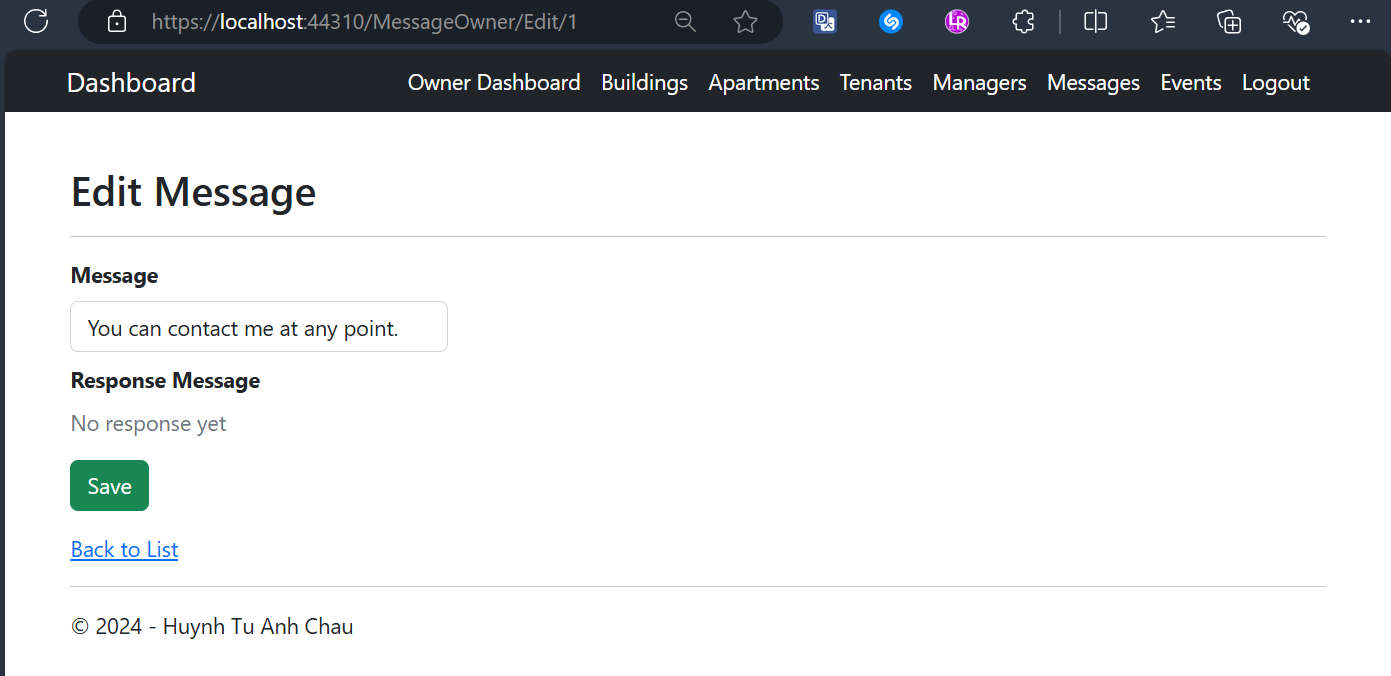 https://localhost:44310/MessageOwner/Edit/1
Dashboard Owner Dashboard Buildings Apartments Tenants Managers Messages Events Logout
Edit Message
Message
You can contact me at any point.
Response Message
No response yet
Save
Back to List
© 2024 - Huynh Tu Anh Chau